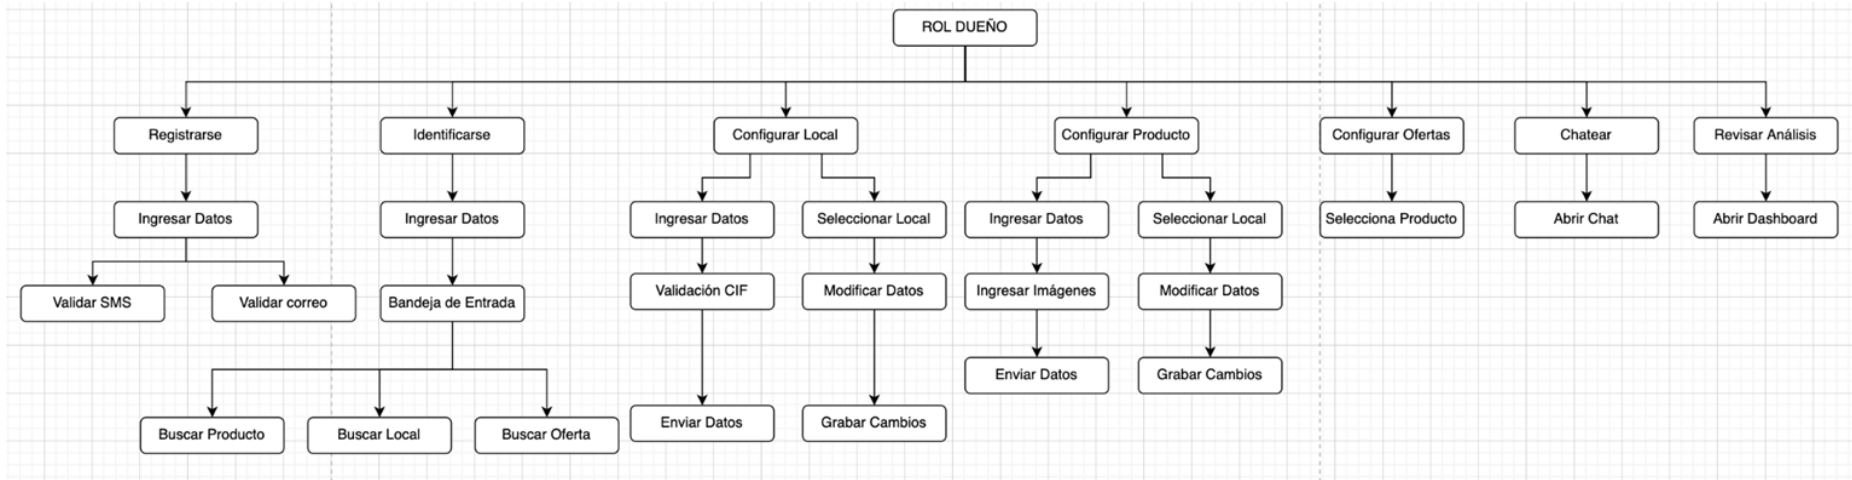 ROL DUEÑO
Registrarse
Identificarse
Configurar Local
Configurar Producto
Configurar Ofertas
Chatear
Revisar Análisis
Ingresar Datos
Ingresar Datos
Ingresar Datos
Seleccionar Local
Ingresar Datos
Seleccionar Local
Selecciona Producto
Abrir Chat
Abrir Dashboard
Validar SMS
Validar correo
Bandeja de Entrada
Validación CIF
Modificar Datos
Ingresar Imágenes
Modificar Datos
Enviar Datos
Grabar Cambios
Buscar Producto
Buscar Local
Buscar Oferta
Enviar Datos
Grabar Cambios